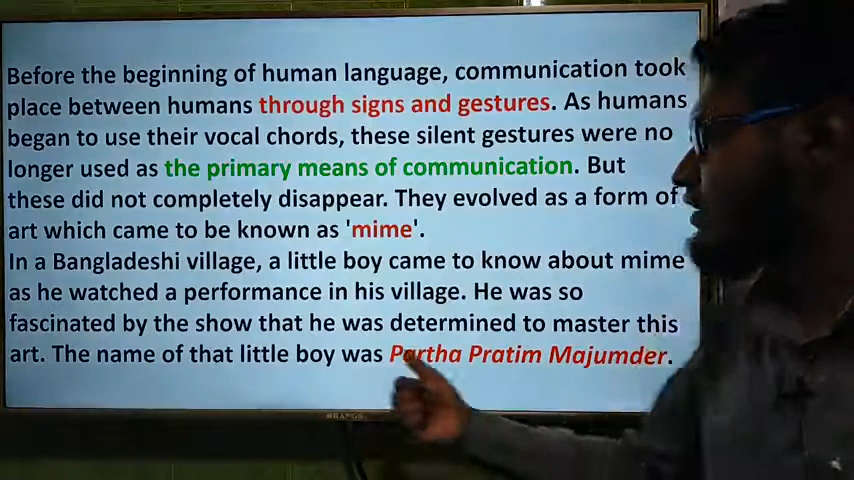 Before the beginning of human language, communication took
place between humans through signs and gestures. As humans
began to use their vocal chords, these silent gestures were no
longer used as the primary means of communication. But
these did not completely disappear. They evolved as a form of
art which came to be known as 'mime'.
In a Bangladeshi village, a little boy came to know about mime
as he watched a performance in his village. He was so
fascinated by the show that he was determined to master this
art. The name of that little boy was Partha Pratim Majumder.